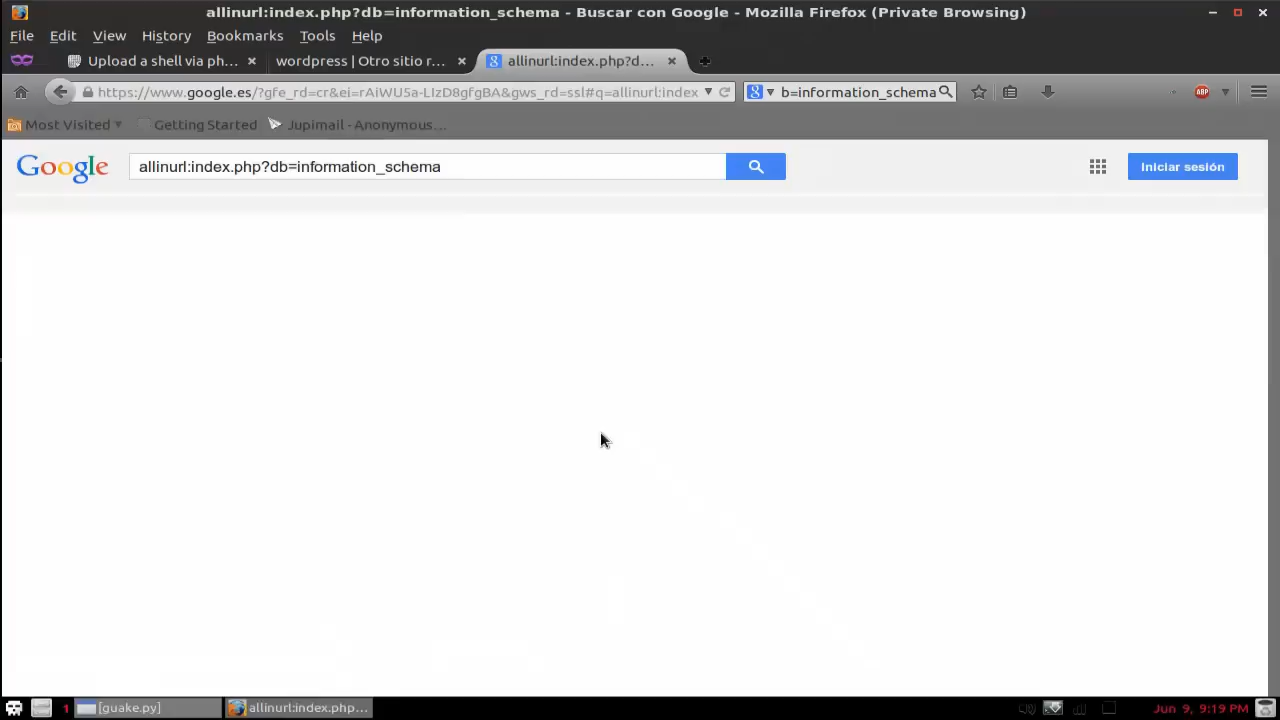 allinurl:index.php?db=information_schema - Buscar con Google - Mozilla Firefox (Private Browsing)
File Edit View History Bookmarks Tools Help
Upload a shell via ph... wordpress | Otro sitio r... allinurl:index.php?d...
https://www.google.es/?gfe_rd=cr&ei=rAiWU5a-LIzD8gfgBA&gws_rd=ssl#q=allinurl:index b=information_schema ABP
Most Visited Getting Started Jupimail - Anonymous...
Google allinurl:index.php?db=information_schema Iniciar sesión
1 [guake.py] allinurl:index.php... Jun 9, 9:19 PM